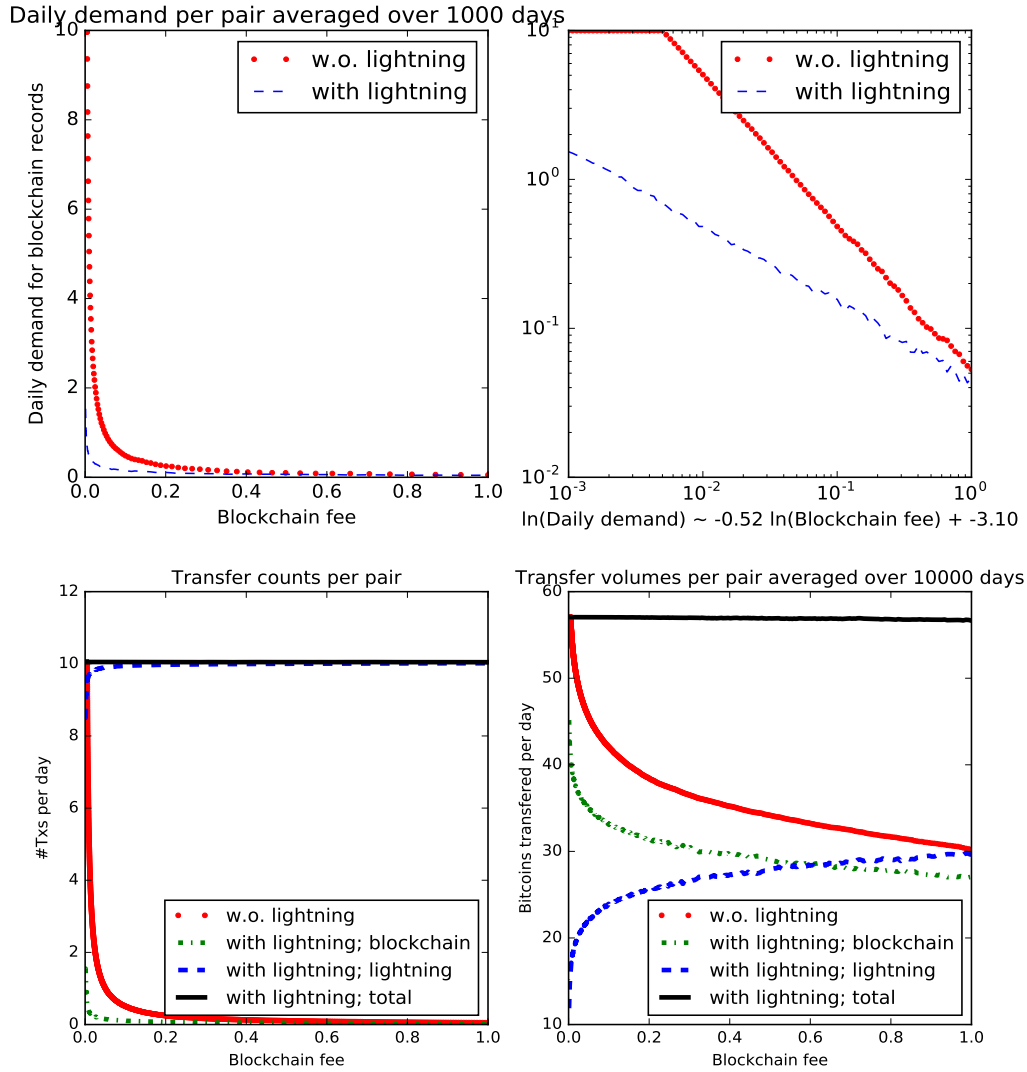 Daily demand per pair averaged over 1000 days
Daily demand for blockchain records
10
8
6
4
2
0
w.o. lightning
with lightning
0.0 0.2 0.4 0.6 0.8 1.0
Blockchain fee
10^1
10^0
10^-1
10^-2
w.o. lightning
with lightning
10^-3 10^-2 10^-1 10^0
ln(Daily demand) ~ -0.52 ln(Blockchain fee) + -3.10
Transfer counts per pair
#Txs per day
12
10
8
6
4
2
0
w.o. lightning
with lightning; blockchain
with lightning; lightning
with lightning; total
0.0 0.2 0.4 0.6 0.8 1.0
Blockchain fee
Transfer volumes per pair averaged over 10000 days
Bitcoins transfered per day
60
50
40
30
20
10
w.o. lightning
with lightning; blockchain
with lightning; lightning
with lightning; total
0.0 0.2 0.4 0.6 0.8 1.0
Blockchain fee